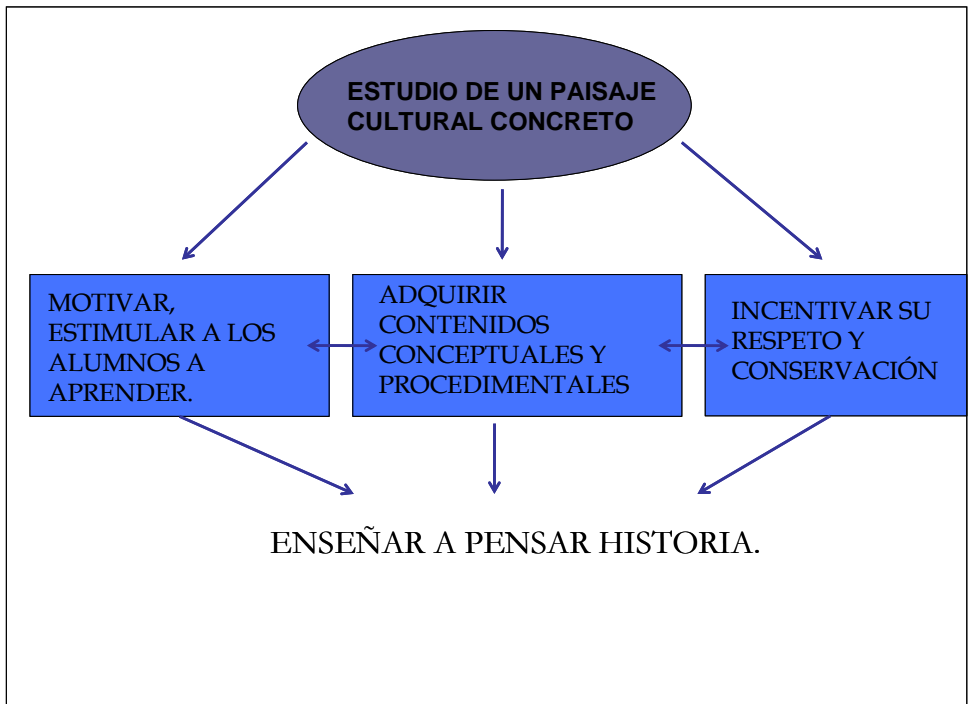 ESTUDIO DE UN PAISAJE
CULTURAL CONCRETO
MOTIVAR,
ESTIMULAR A LOS
ALUMNOS A
APRENDER.
ADQUIRIR
CONTENIDOS
CONCEPTUALES Y
PROCEDIMENTALES
INCENTIVAR SU
RESPETO Y
CONSERVACIÓN
ENSEÑAR A PENSAR HISTORIA.